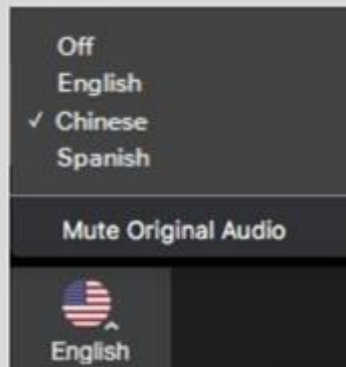 Off
English
✓ Chinese
Spanish
Mute Original Audio
English